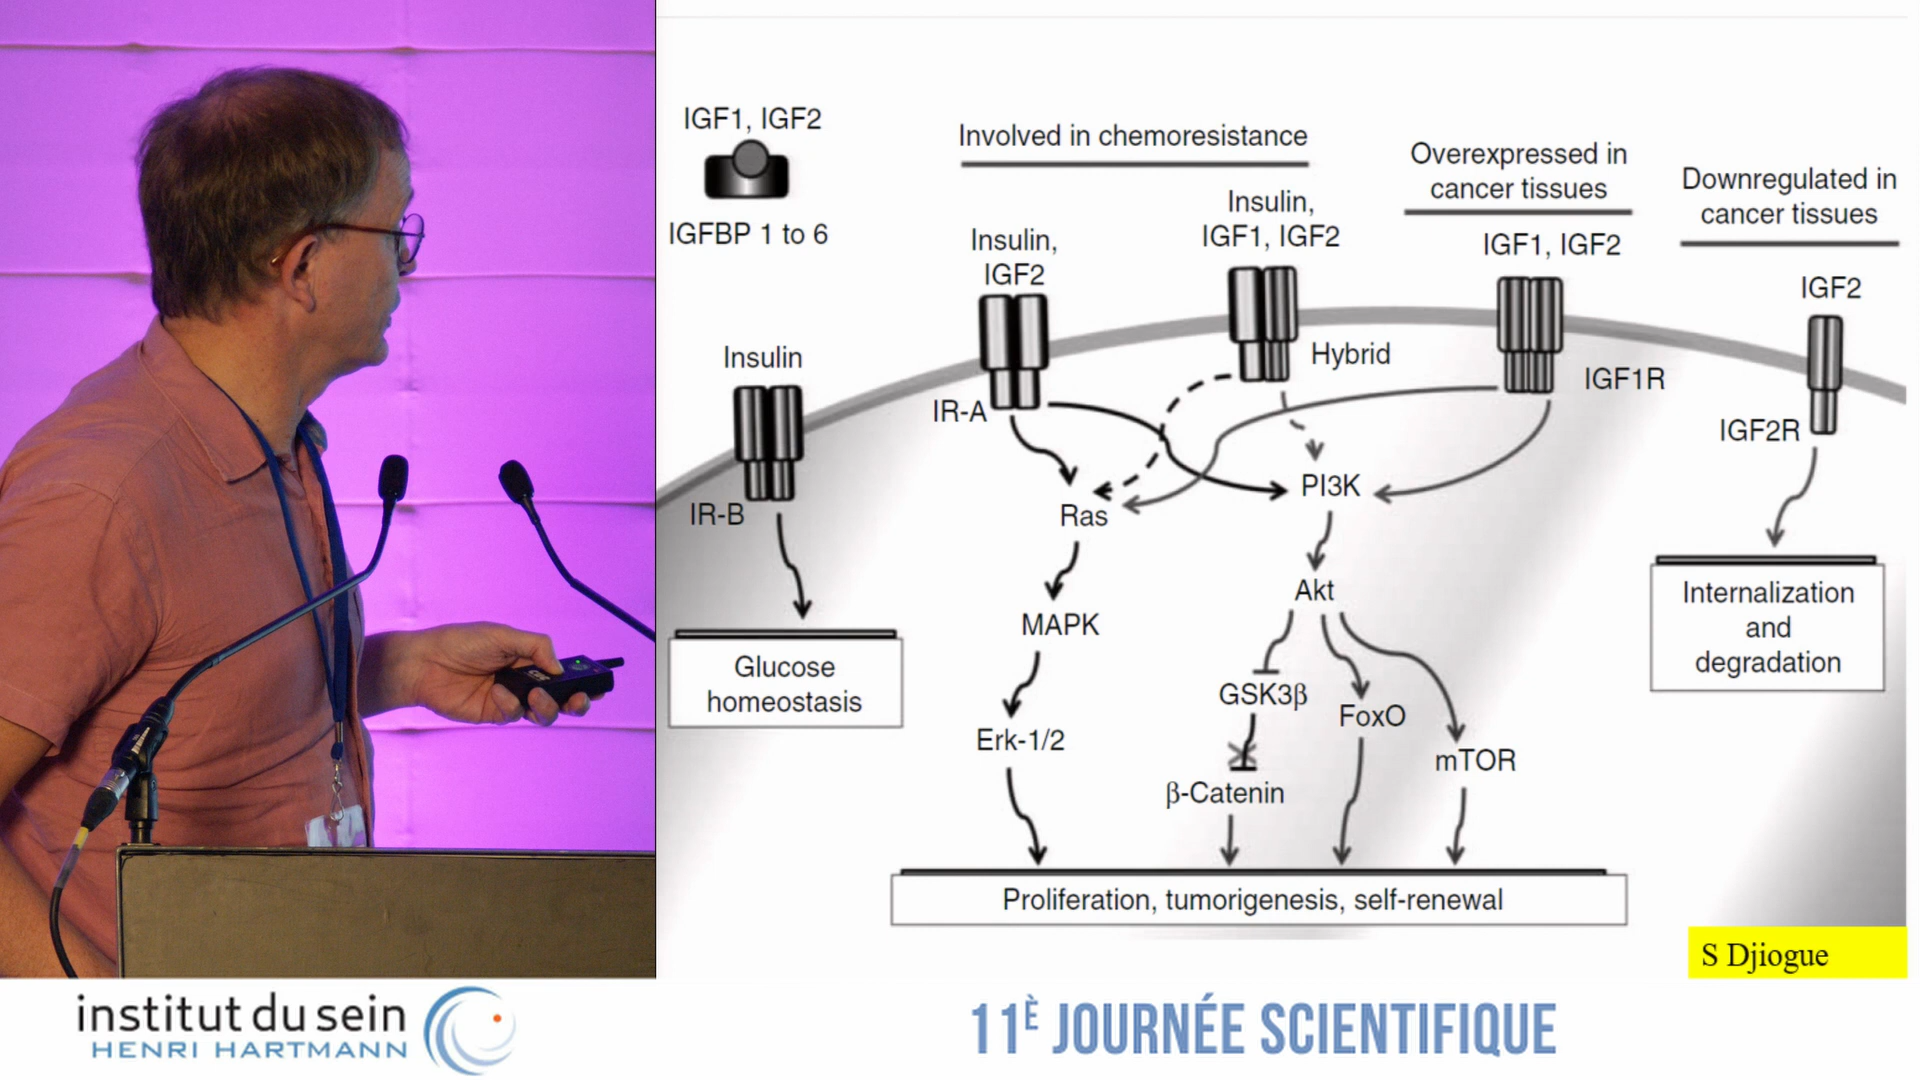 IGF1, IGF2
IGFBP 1 to 6
Involved in chemoresistance
Overexpressed in
cancer tissues
Downregulated in
cancer tissues
Insulin,
IGF2
Insulin,
IGF1, IGF2
IGF1, IGF2
IGF2
Insulin
IR-A
Hybrid
IGF1R
IGF2R
IR-B
Ras
PI3K
Glucose
homeostasis
MAPK
Akt
Internalization
and
degradation
Erk-1/2
GSK3β
FoxO
mTOR
β-Catenin
Proliferation, tumorigenesis, self-renewal
S Djiogue
institut du sein
HENRI HARTMANN
11È JOURNÉE SCIENTIFIQUE